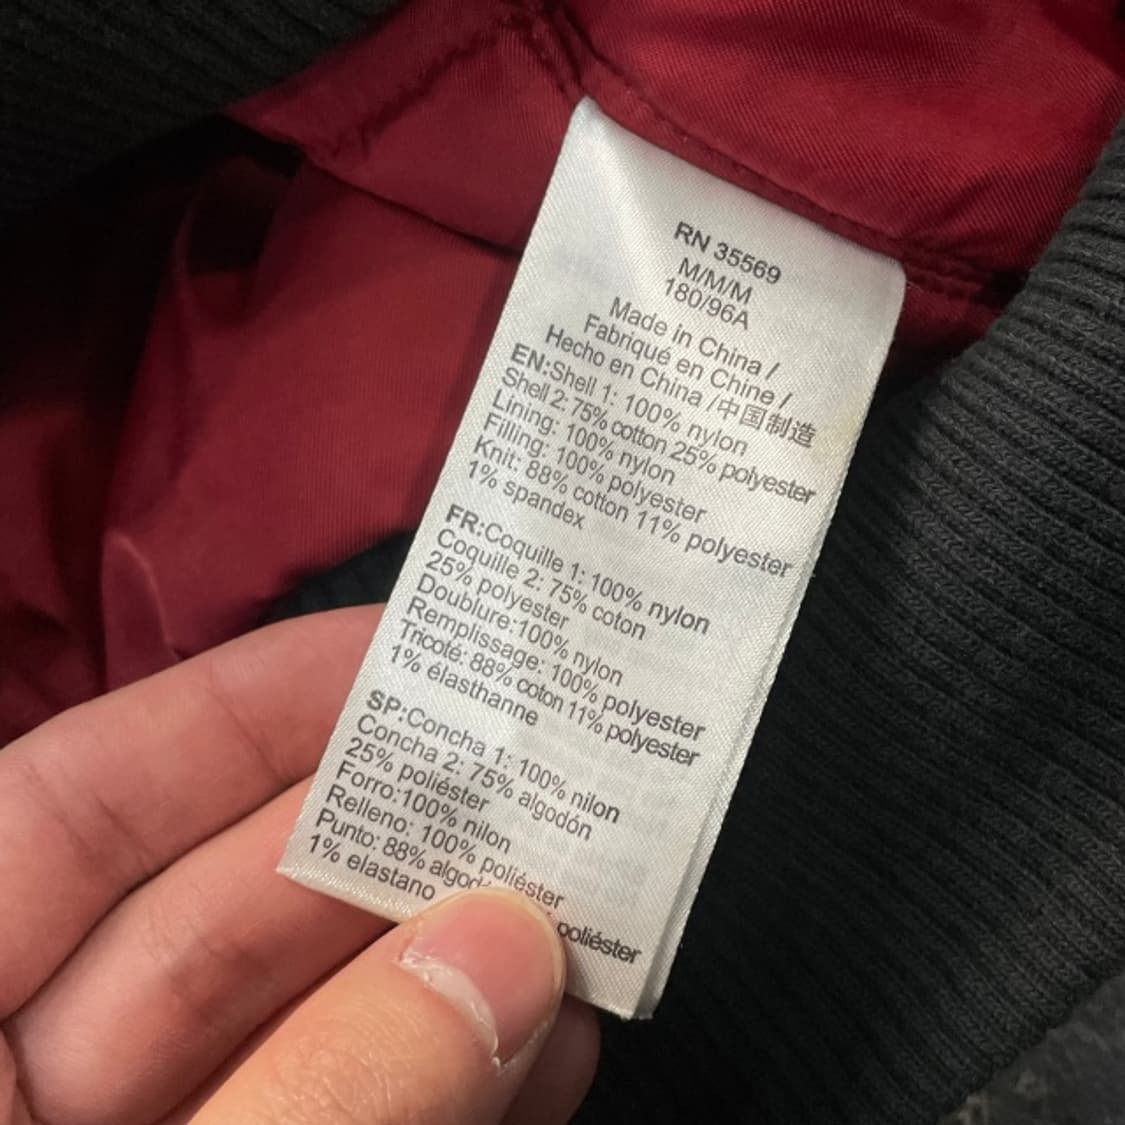 RN 35569
M/M/M
180/96A
Made in China /
Fabriqué en Chine /
Hecho en China /中国制造
EN:Shell 1: 100% nylon
Shell 2: 75% cotton 25% polyester
Lining: 100% nylon
Filling: 100% polyester
Knit: 88% cotton 11% polyester
1% spandex
FR:Coquille 1: 100% nylon
Coquille 2: 75% coton
25% polyester
Doublure:100% nylon
Remplissage: 100% polyester
Tricoté: 88% coton 11% polyester
1% élasthanne
SP:Concha 1: 100% nilon
Concha 2: 75% algodón
25% poliéster
Forro:100% nilon
Relleno: 100% poliéster
Punto: 88% poliéster
1% elastano